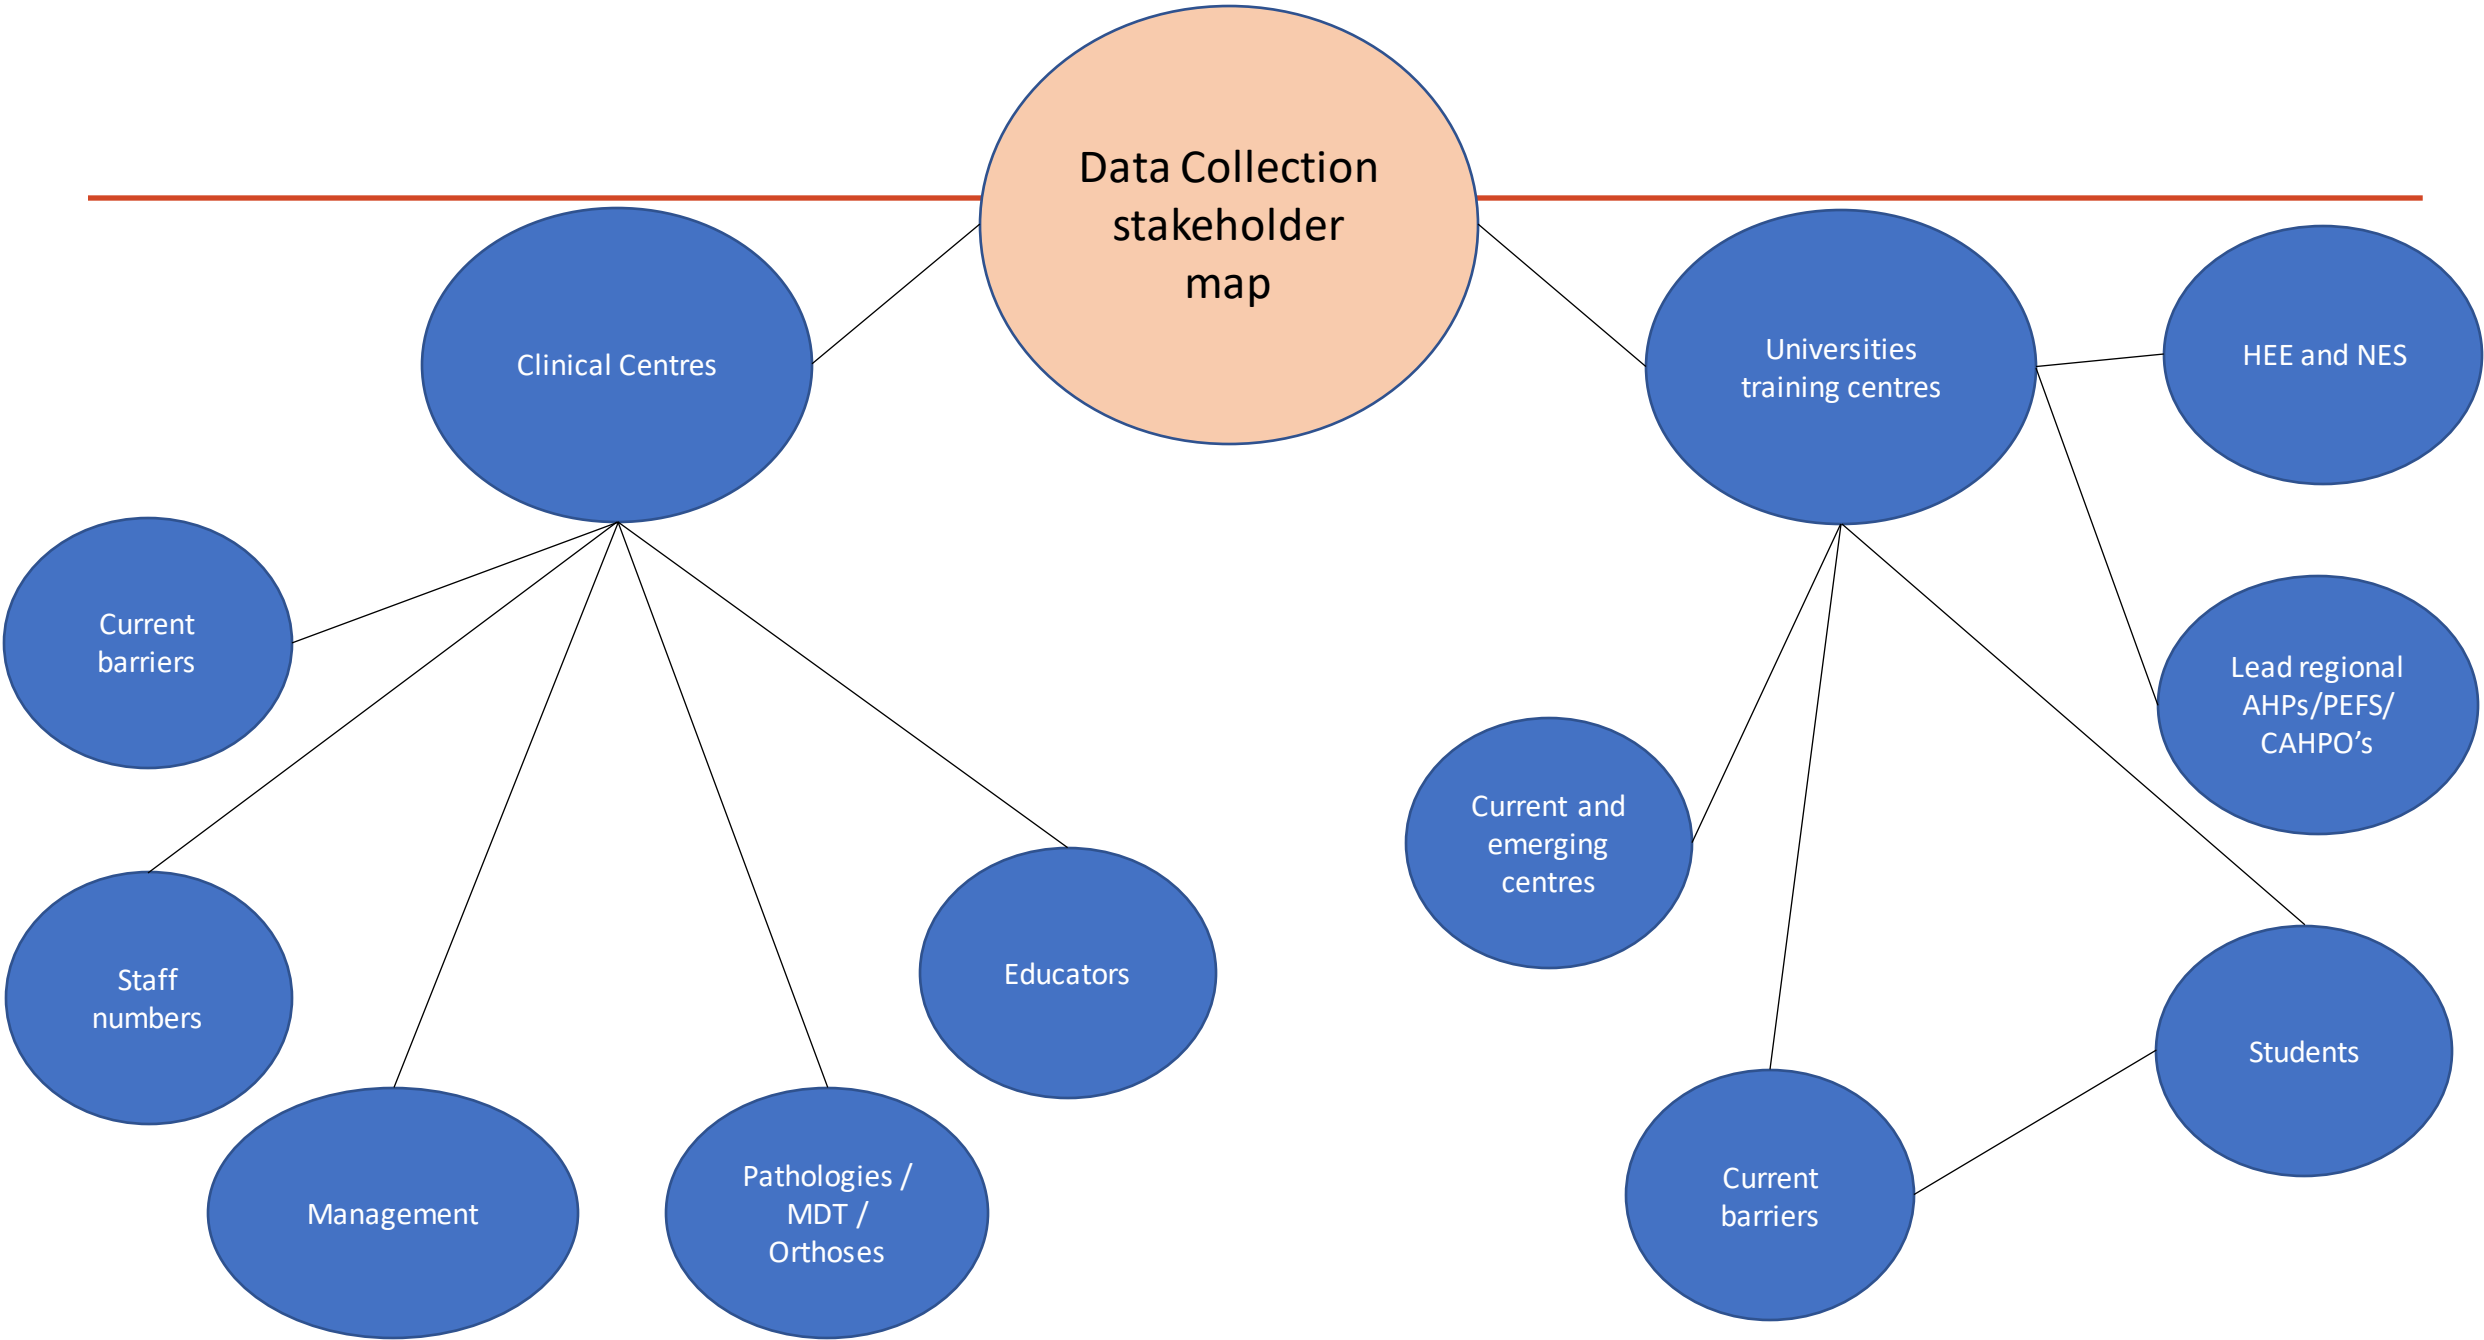 Data Collection
stakeholder
map
Clinical Centres
Universities
training centres
HEE and NES
Current
barriers
Lead regional
AHPs/PEFS/
CAHPO’s
Current and
emerging
centres
Staff
numbers
Educators
Students
Management
Pathologies /
MDT /
Orthoses
Current
barriers